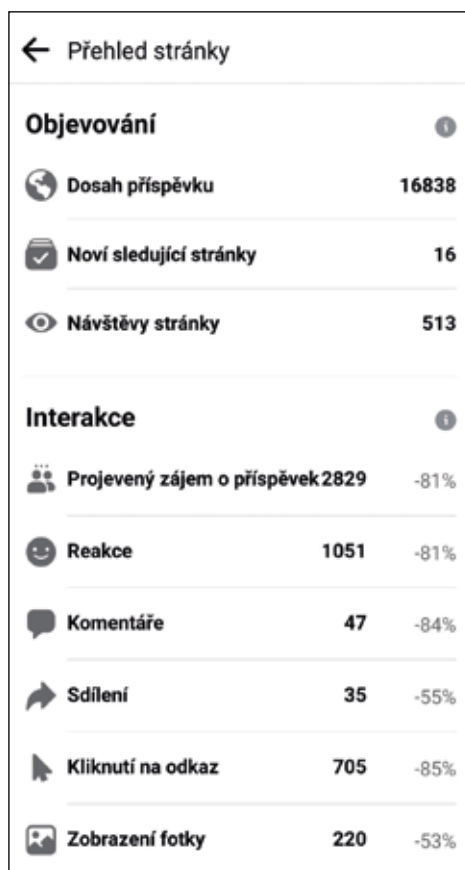 Přehled stránky
Objevování
Dosah příspěvku 16838
Noví sledující stránky 16
Návštěvy stránky 513
Interakce
Projevený zájem o příspěvek 2829 -81%
Reakce 1051 -81%
Komentáře 47 -84%
Sdílení 35 -55%
Kliknutí na odkaz 705 -85%
Zobrazení fotky 220 -53%